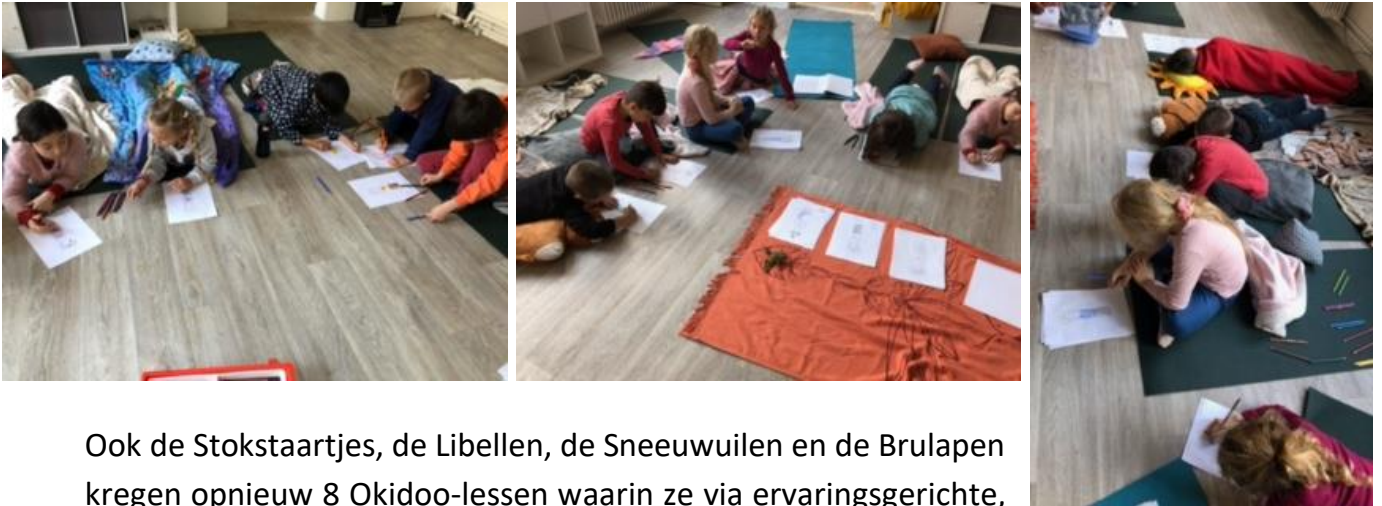 Ook de Stokstaartjes, de Libellen, de Sneeuwuilen en de Brulapen
kregen opnieuw 8 Okidoo-lessen waarin ze via ervaringsgerichte,